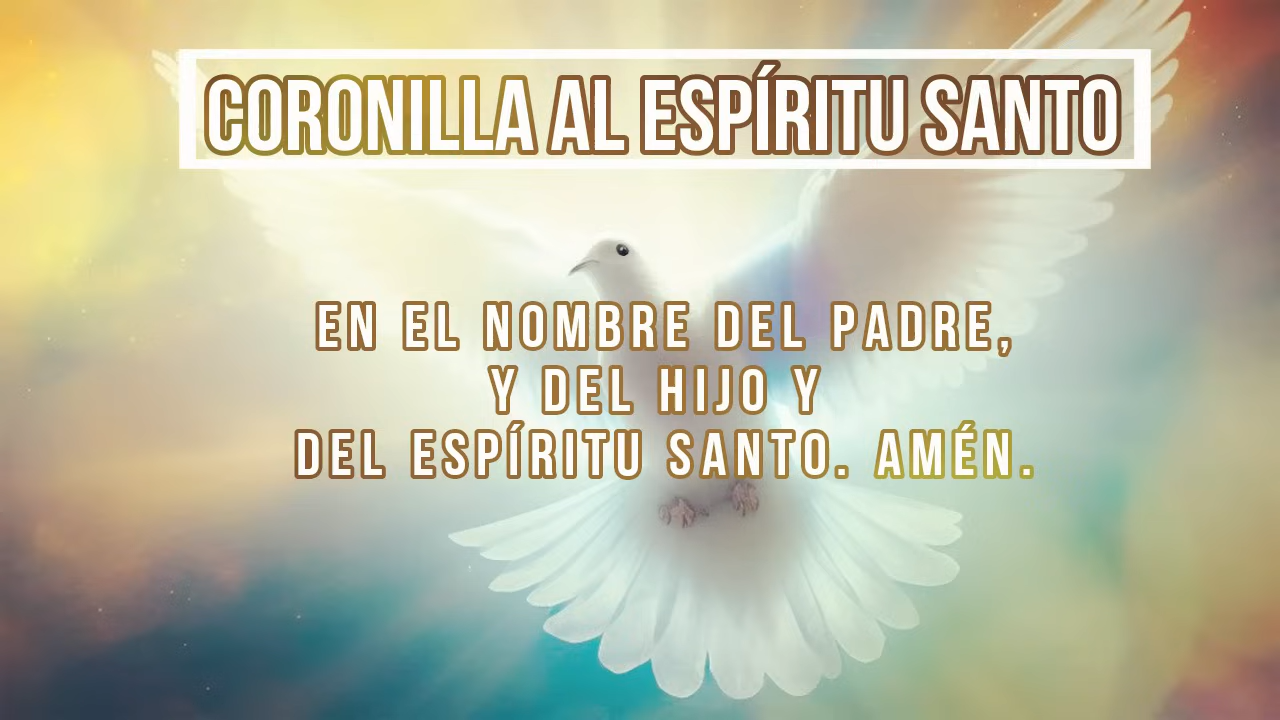 CORONILLA AL ESPÍRITU SANTO
EN EL NOMBRE DEL PADRE,
Y DEL HIJO Y
DEL ESPÍRITU SANTO. AMÉN.